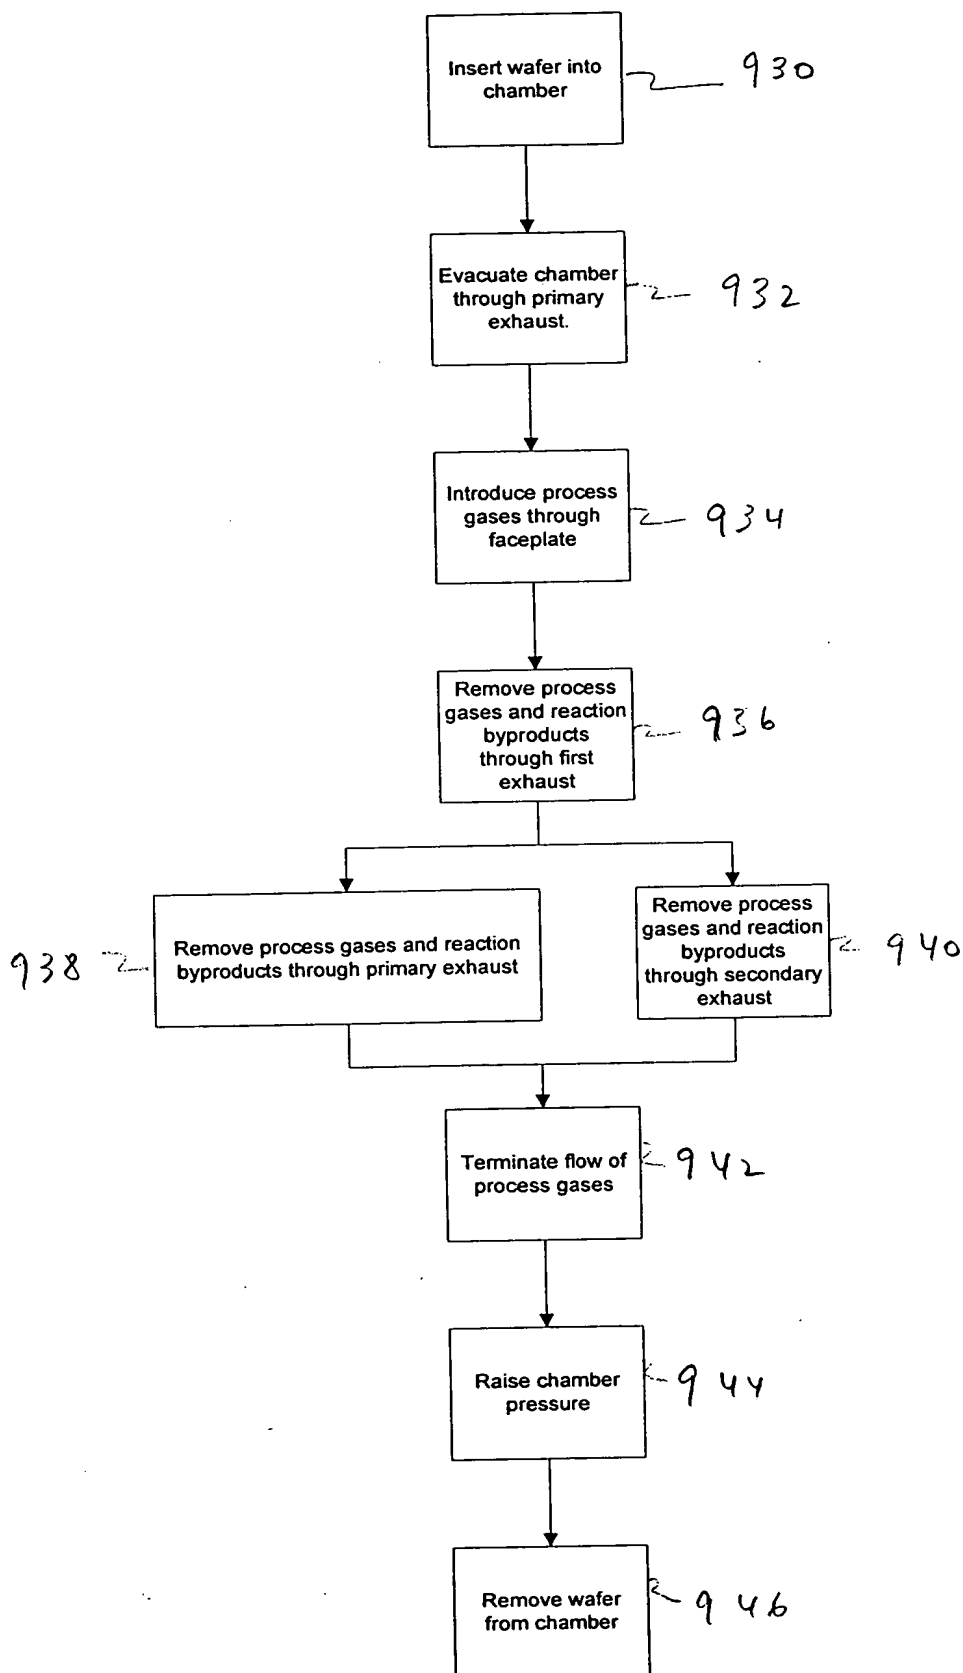 Insert wafer into
chamber
930
Evacuate chamber
through primary
exhaust.
932
Introduce process
gases through
faceplate
934
Remove process
gases and reaction
byproducts
through first
exhaust
936
938
Remove process gases and reaction
byproducts through primary exhaust
Remove process
gases and reaction
byproducts
through secondary
exhaust
940
Terminate flow of
process gases
942
Raise chamber
pressure
944
Remove wafer
from chamber
946